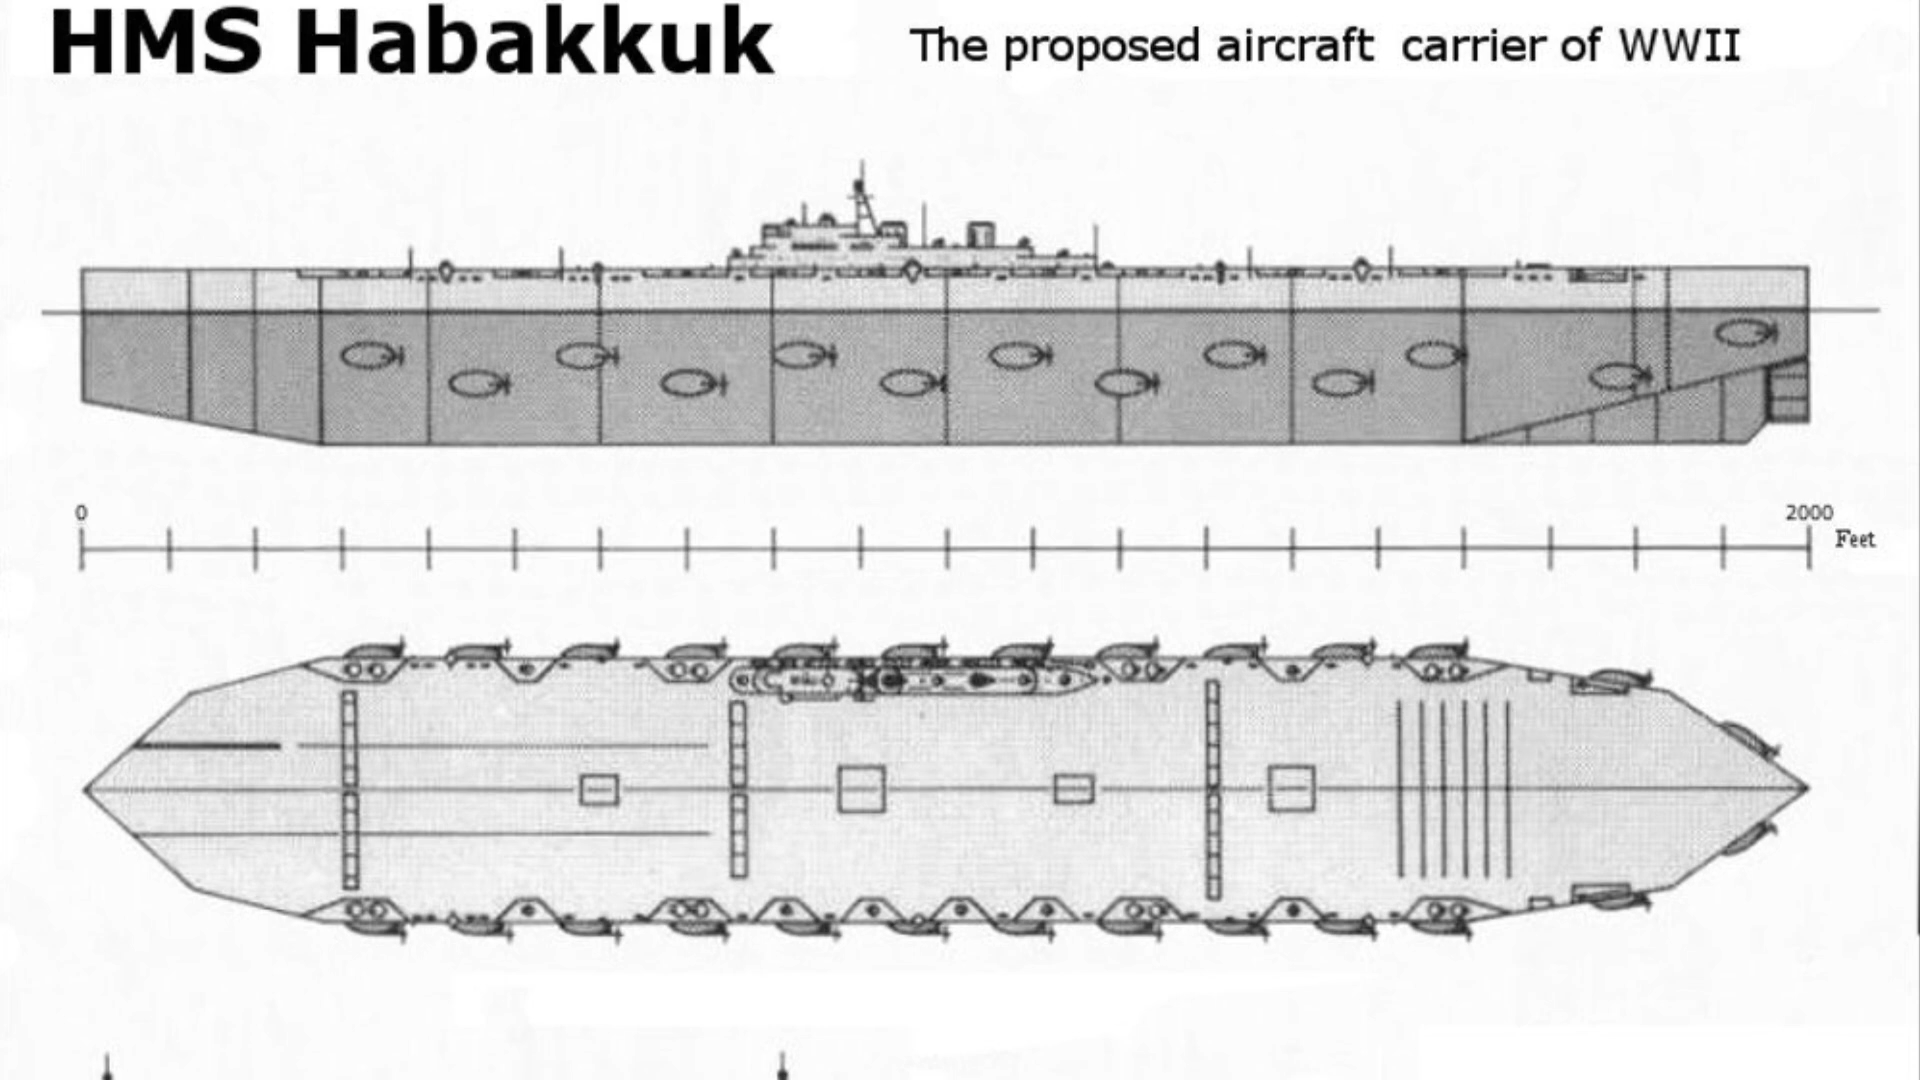 HMS Habakkuk
The proposed aircraft carrier of WWII
0
2000
Feet